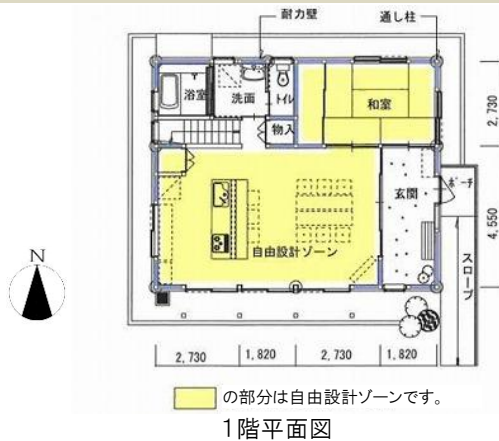 耐力壁
通し柱
浴室
洗面
トイレ
和室
物入
2,730
玄関
ポーチ
4,550
自由設計ゾーン
スロープ
N
2,730
1,820
2,730
1,820
の部分は自由設計ゾーンです。
1階平面図